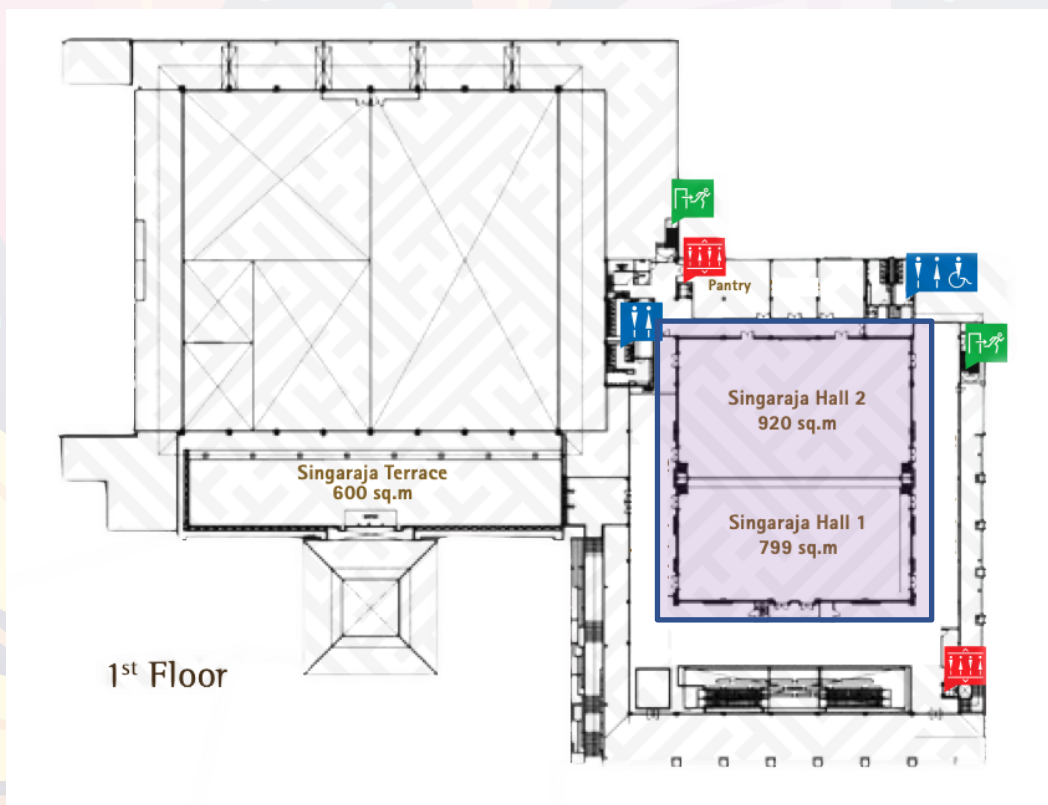 Pantry
Singaraja Hall 2
920 sq.m
Singaraja Terrace
600 sq.m
Singaraja Hall 1
799 sq.m
1st Floor